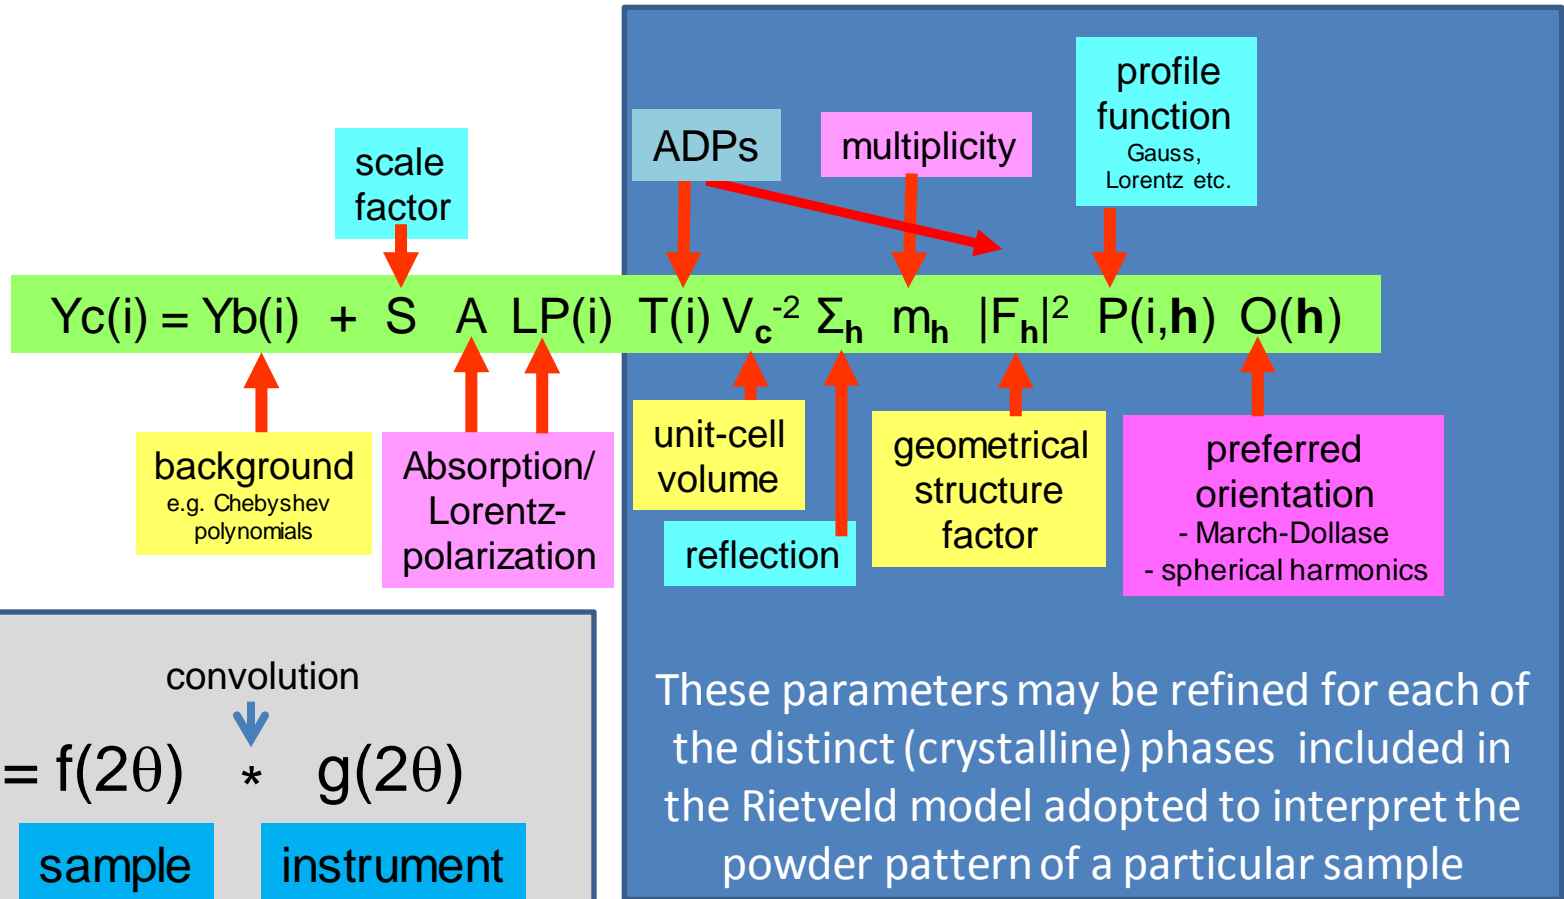 profile
function
Gauss,
Lorentz etc.
scale
factor
ADPs
multiplicity
Yc(i) = Yb(i) + S A LP(i) T(i) V𝐜⁻² Σ𝐡 m𝐡 |F𝐡|² P(i,𝐡) O(𝐡)
background
e.g. Chebyshev
polynomials
Absorption/
Lorentz-
polarization
unit-cell
volume
reflection
geometrical
structure
factor
preferred
orientation
- March-Dollase
- spherical harmonics
convolution
= f(2θ) * g(2θ)
sample
instrument
These parameters may be refined for each of
the distinct (crystalline) phases included in
the Rietveld model adopted to interpret the
powder pattern of a particular sample